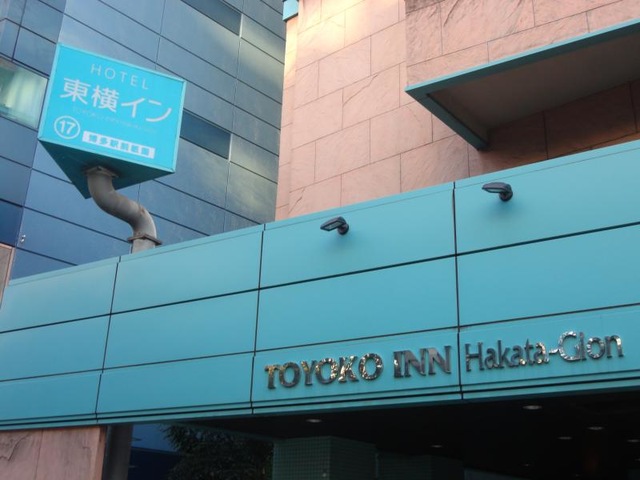 HOTEL
東横イン
17
TOYOKO INN Hakata-Gion